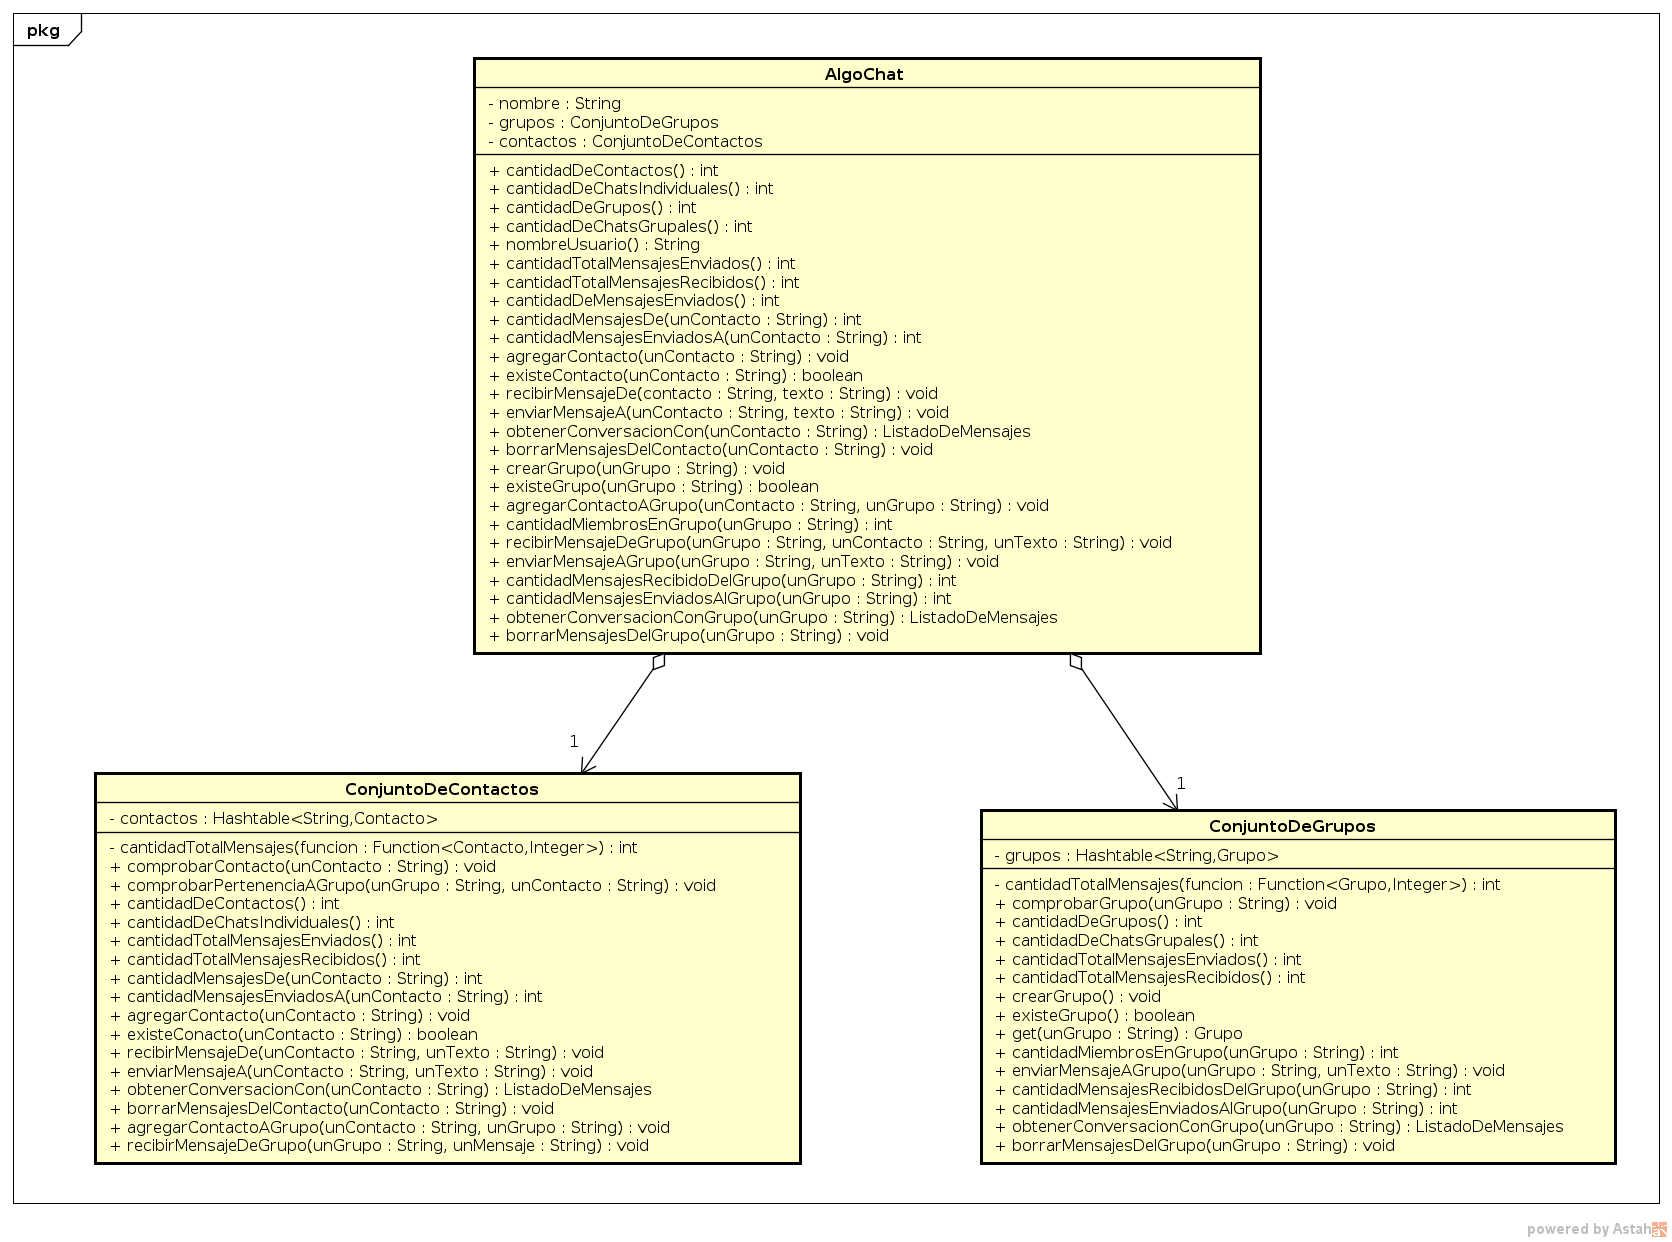 pkg
AlgoChat
- nombre : String
- grupos : ConjuntoDeGrupos
- contactos : ConjuntoDeContactos
+ cantidadDeContactos() : int
+ cantidadDeChatsIndividuales() : int
+ cantidadDeGrupos() : int
+ cantidadDeChatsGrupales() : int
+ nombreUsuario() : String
+ cantidadTotalMensajesEnviados() : int
+ cantidadTotalMensajesRecibidos() : int
+ cantidadDeMensajesEnviados() : int
+ cantidadMensajesDe(unContacto : String) : int
+ cantidadMensajesEnviadosA(unContacto : String) : int
+ agregarContacto(unContacto : String) : void
+ existeContacto(unContacto : String) : boolean
+ recibirMensajeDe(contacto : String, texto : String) : void
+ enviarMensajeA(unContacto : String, texto : String) : void
+ obtenerConversacionCon(unContacto : String) : ListadoDeMensajes
+ borrarMensajesDelContacto(unContacto : String) : void
+ crearGrupo(unGrupo : String) : void
+ existeGrupo(unGrupo : String) : boolean
+ agregarContactoAGrupo(unContacto : String, unGrupo : String) : void
+ cantidadMiembrosEnGrupo(unGrupo : String) : int
+ recibirMensajeDeGrupo(unGrupo : String, unContacto : String, unTexto : String) : void
+ enviarMensajeAGrupo(unGrupo : String, unTexto : String) : void
+ cantidadMensajesRecibidoDelGrupo(unGrupo : String) : int
+ cantidadMensajesEnviadosAlGrupo(unGrupo : String) : int
+ obtenerConversacionConGrupo(unGrupo : String) : ListadoDeMensajes
+ borrarMensajesDelGrupo(unGrupo : String) : void
1
1
ConjuntoDeContactos
- contactos : Hashtable<String,Contacto>
- cantidadTotalMensajes(funcion : Function<Contacto,Integer>) : int
+ comprobarContacto(unContacto : String) : void
+ comprobarPertenenciaAGrupo(unGrupo : String, unContacto : String) : void
+ cantidadDeContactos() : int
+ cantidadDeChatsIndividuales() : int
+ cantidadTotalMensajesEnviados() : int
+ cantidadTotalMensajesRecibidos() : int
+ cantidadMensajesDe(unContacto : String) : int
+ cantidadMensajesEnviadosA(unContacto : String) : int
+ agregarContacto(unContacto : String) : void
+ existeConacto(unContacto : String) : boolean
+ recibirMensajeDe(unContacto : String, unTexto : String) : void
+ enviarMensajeA(unContacto : String, unTexto : String) : void
+ obtenerConversacionCon(unContacto : String) : ListadoDeMensajes
+ borrarMensajesDelContacto(unContacto : String) : void
+ agregarContactoAGrupo(unContacto : String, unGrupo : String) : void
+ recibirMensajeDeGrupo(unGrupo : String, unMensaje : String) : void
ConjuntoDeGrupos
- grupos : Hashtable<String,Grupo>
- cantidadTotalMensajes(funcion : Function<Grupo,Integer>) : int
+ comprobarGrupo(unGrupo : String) : void
+ cantidadDeGrupos() : int
+ cantidadDeChatsGrupales() : int
+ cantidadTotalMensajesEnviados() : int
+ cantidadTotalMensajesRecibidos() : int
+ crearGrupo() : void
+ existeGrupo() : boolean
+ get(unGrupo : String) : Grupo
+ cantidadMiembrosEnGrupo(unGrupo : String) : int
+ enviarMensajeAGrupo(unGrupo : String, unTexto : String) : void
+ cantidadMensajesRecibidosDelGrupo(unGrupo : String) : int
+ cantidadMensajesEnviadosAlGrupo(unGrupo : String) : int
+ obtenerConversacionConGrupo(unGrupo : String) : ListadoDeMensajes
+ borrarMensajesDelGrupo(unGrupo : String) : void
powered by Astah